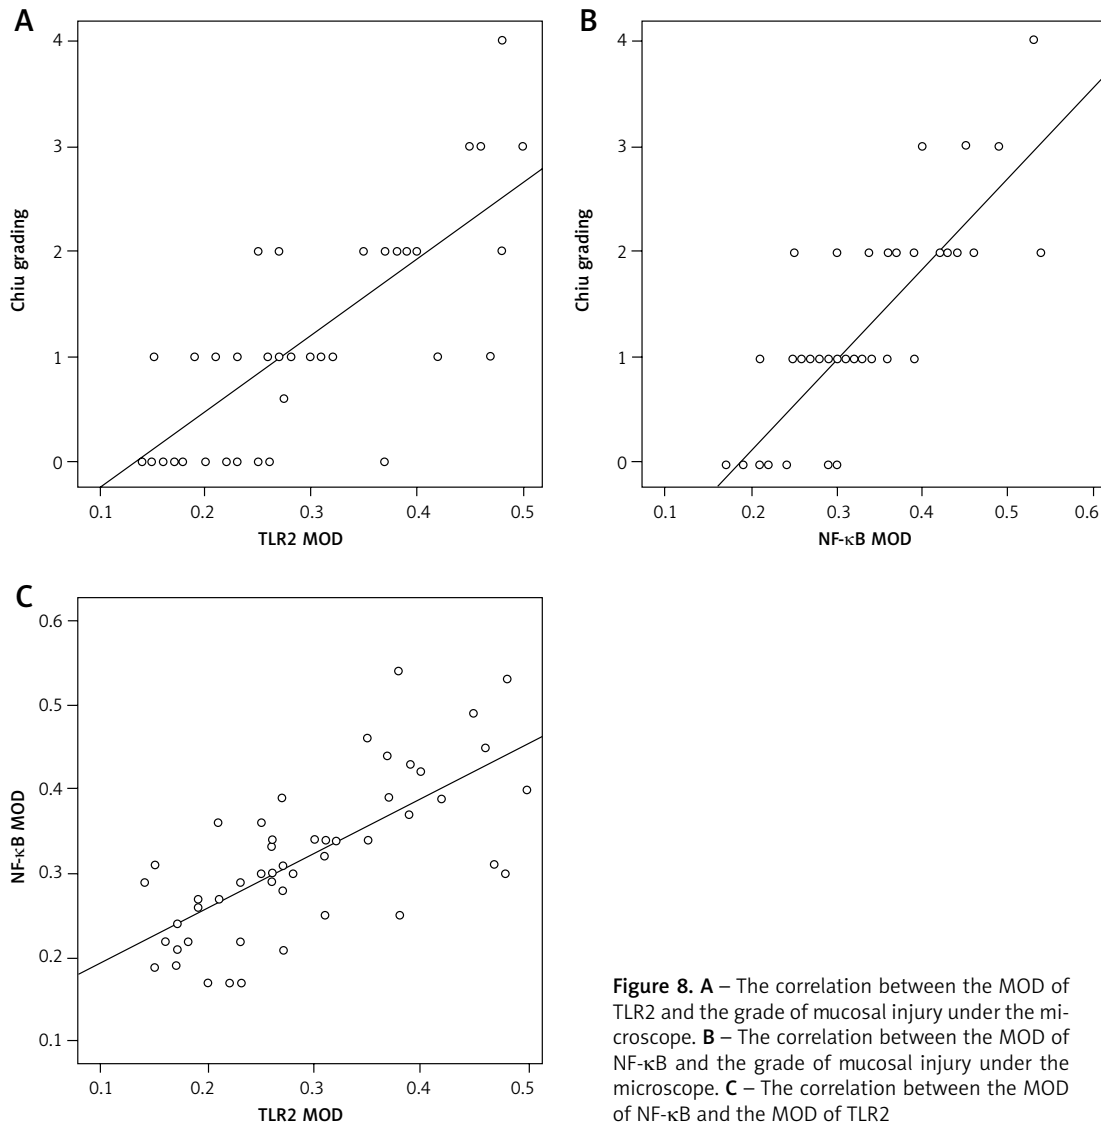 A
4
3
2
1
0
Chiu grading
0.1 0.2 0.3 0.4 0.5
TLR2 MOD
B
4
3
2
1
0
Chiu grading
0.1 0.2 0.3 0.4 0.5 0.6
NF-κB MOD
C
0.6
0.5
0.4
0.3
0.2
0.1
NF-κB MOD
0.1 0.2 0.3 0.4 0.5
TLR2 MOD
Figure 8. A – The correlation between the MOD of
TLR2 and the grade of mucosal injury under the mi-
croscope. B – The correlation between the MOD of
NF-κB and the grade of mucosal injury under the
microscope. C – The correlation between the MOD
of NF-κB and the MOD of TLR2